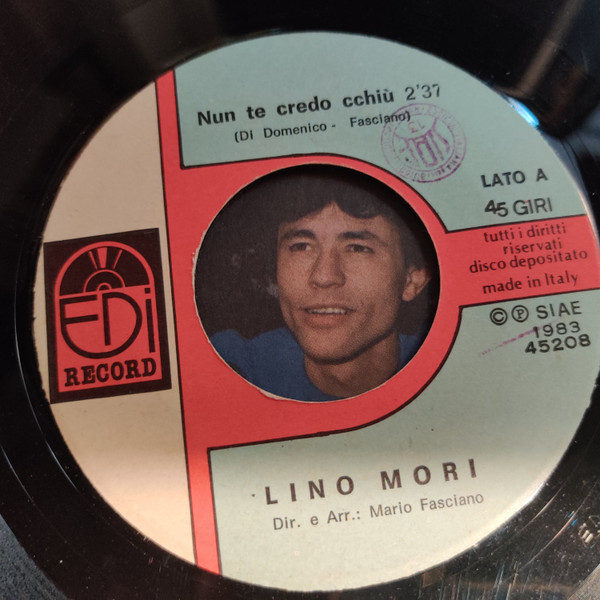 Nun te credo cchiù 2'37
(Di Domenico - Fasciano)
LATO A
45 GIRI
tutti i diritti
riservati
disco depositato
made in Italy
© ℗ SIAE
1983
45208
EDi
RECORD
LINO MORI
Dir. e Arr.: Mario Fasciano